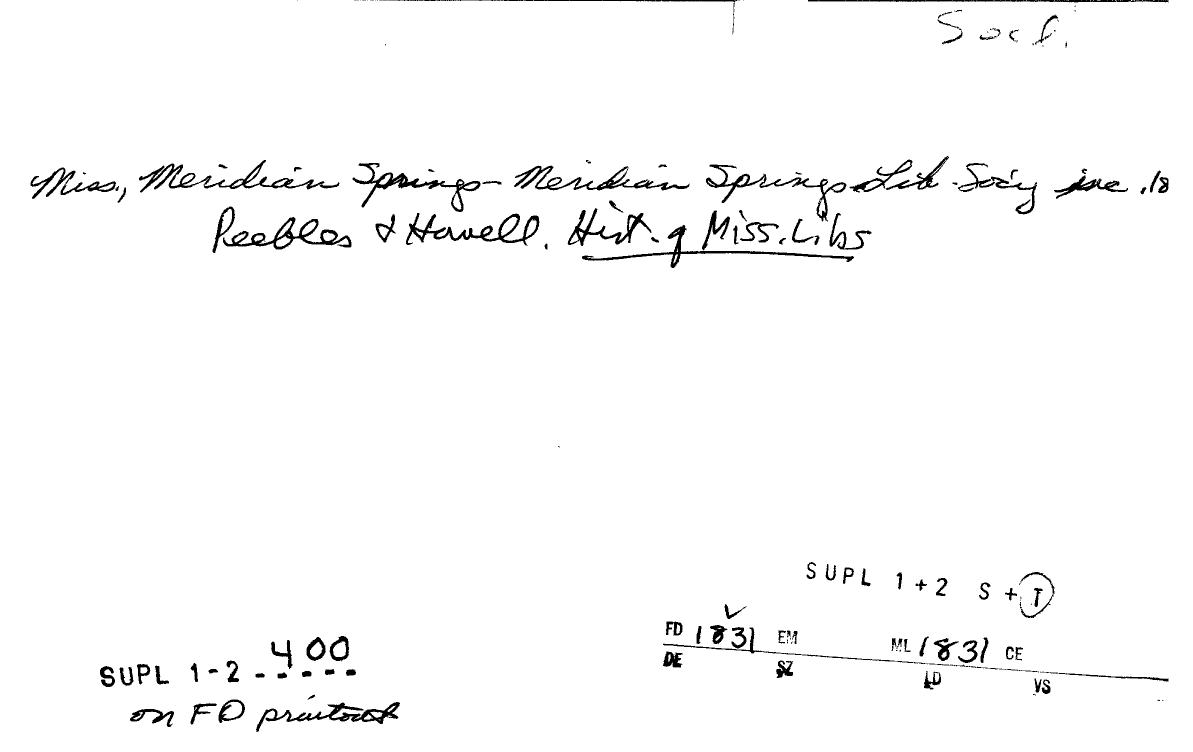 Socl.
Miss., Meridian Springs - Meridian Springs Lib Soc'y inc. 18
Peebles & Howell. Hist. of Miss. Libs
SUPL 1+2 S + T
FD 1831 EM ML 1831 CE
DE SZ LD VS
SUPL 1-2 400
on FD printout